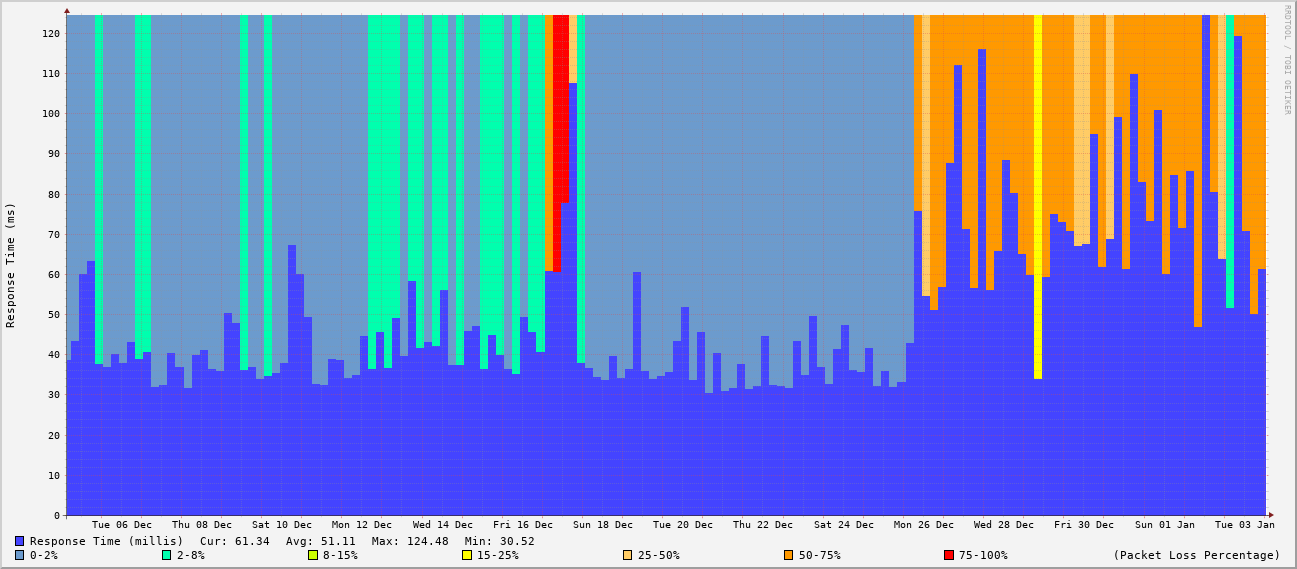 RRDTOOL / TOBI OETIKER
Response Time (ms)
120
110
100
90
80
70
60
50
40
30
20
10
0
Tue 06 Dec Thu 08 Dec Sat 10 Dec Mon 12 Dec Wed 14 Dec Fri 16 Dec Sun 18 Dec Tue 20 Dec Thu 22 Dec Sat 24 Dec Mon 26 Dec Wed 28 Dec Fri 30 Dec Sun 01 Jan Tue 03 Jan
Response Time (millis) Cur: 61.34 Avg: 51.11 Max: 124.48 Min: 30.52
0-2% 2-8% 8-15% 15-25% 25-50% 50-75% 75-100% (Packet Loss Percentage)